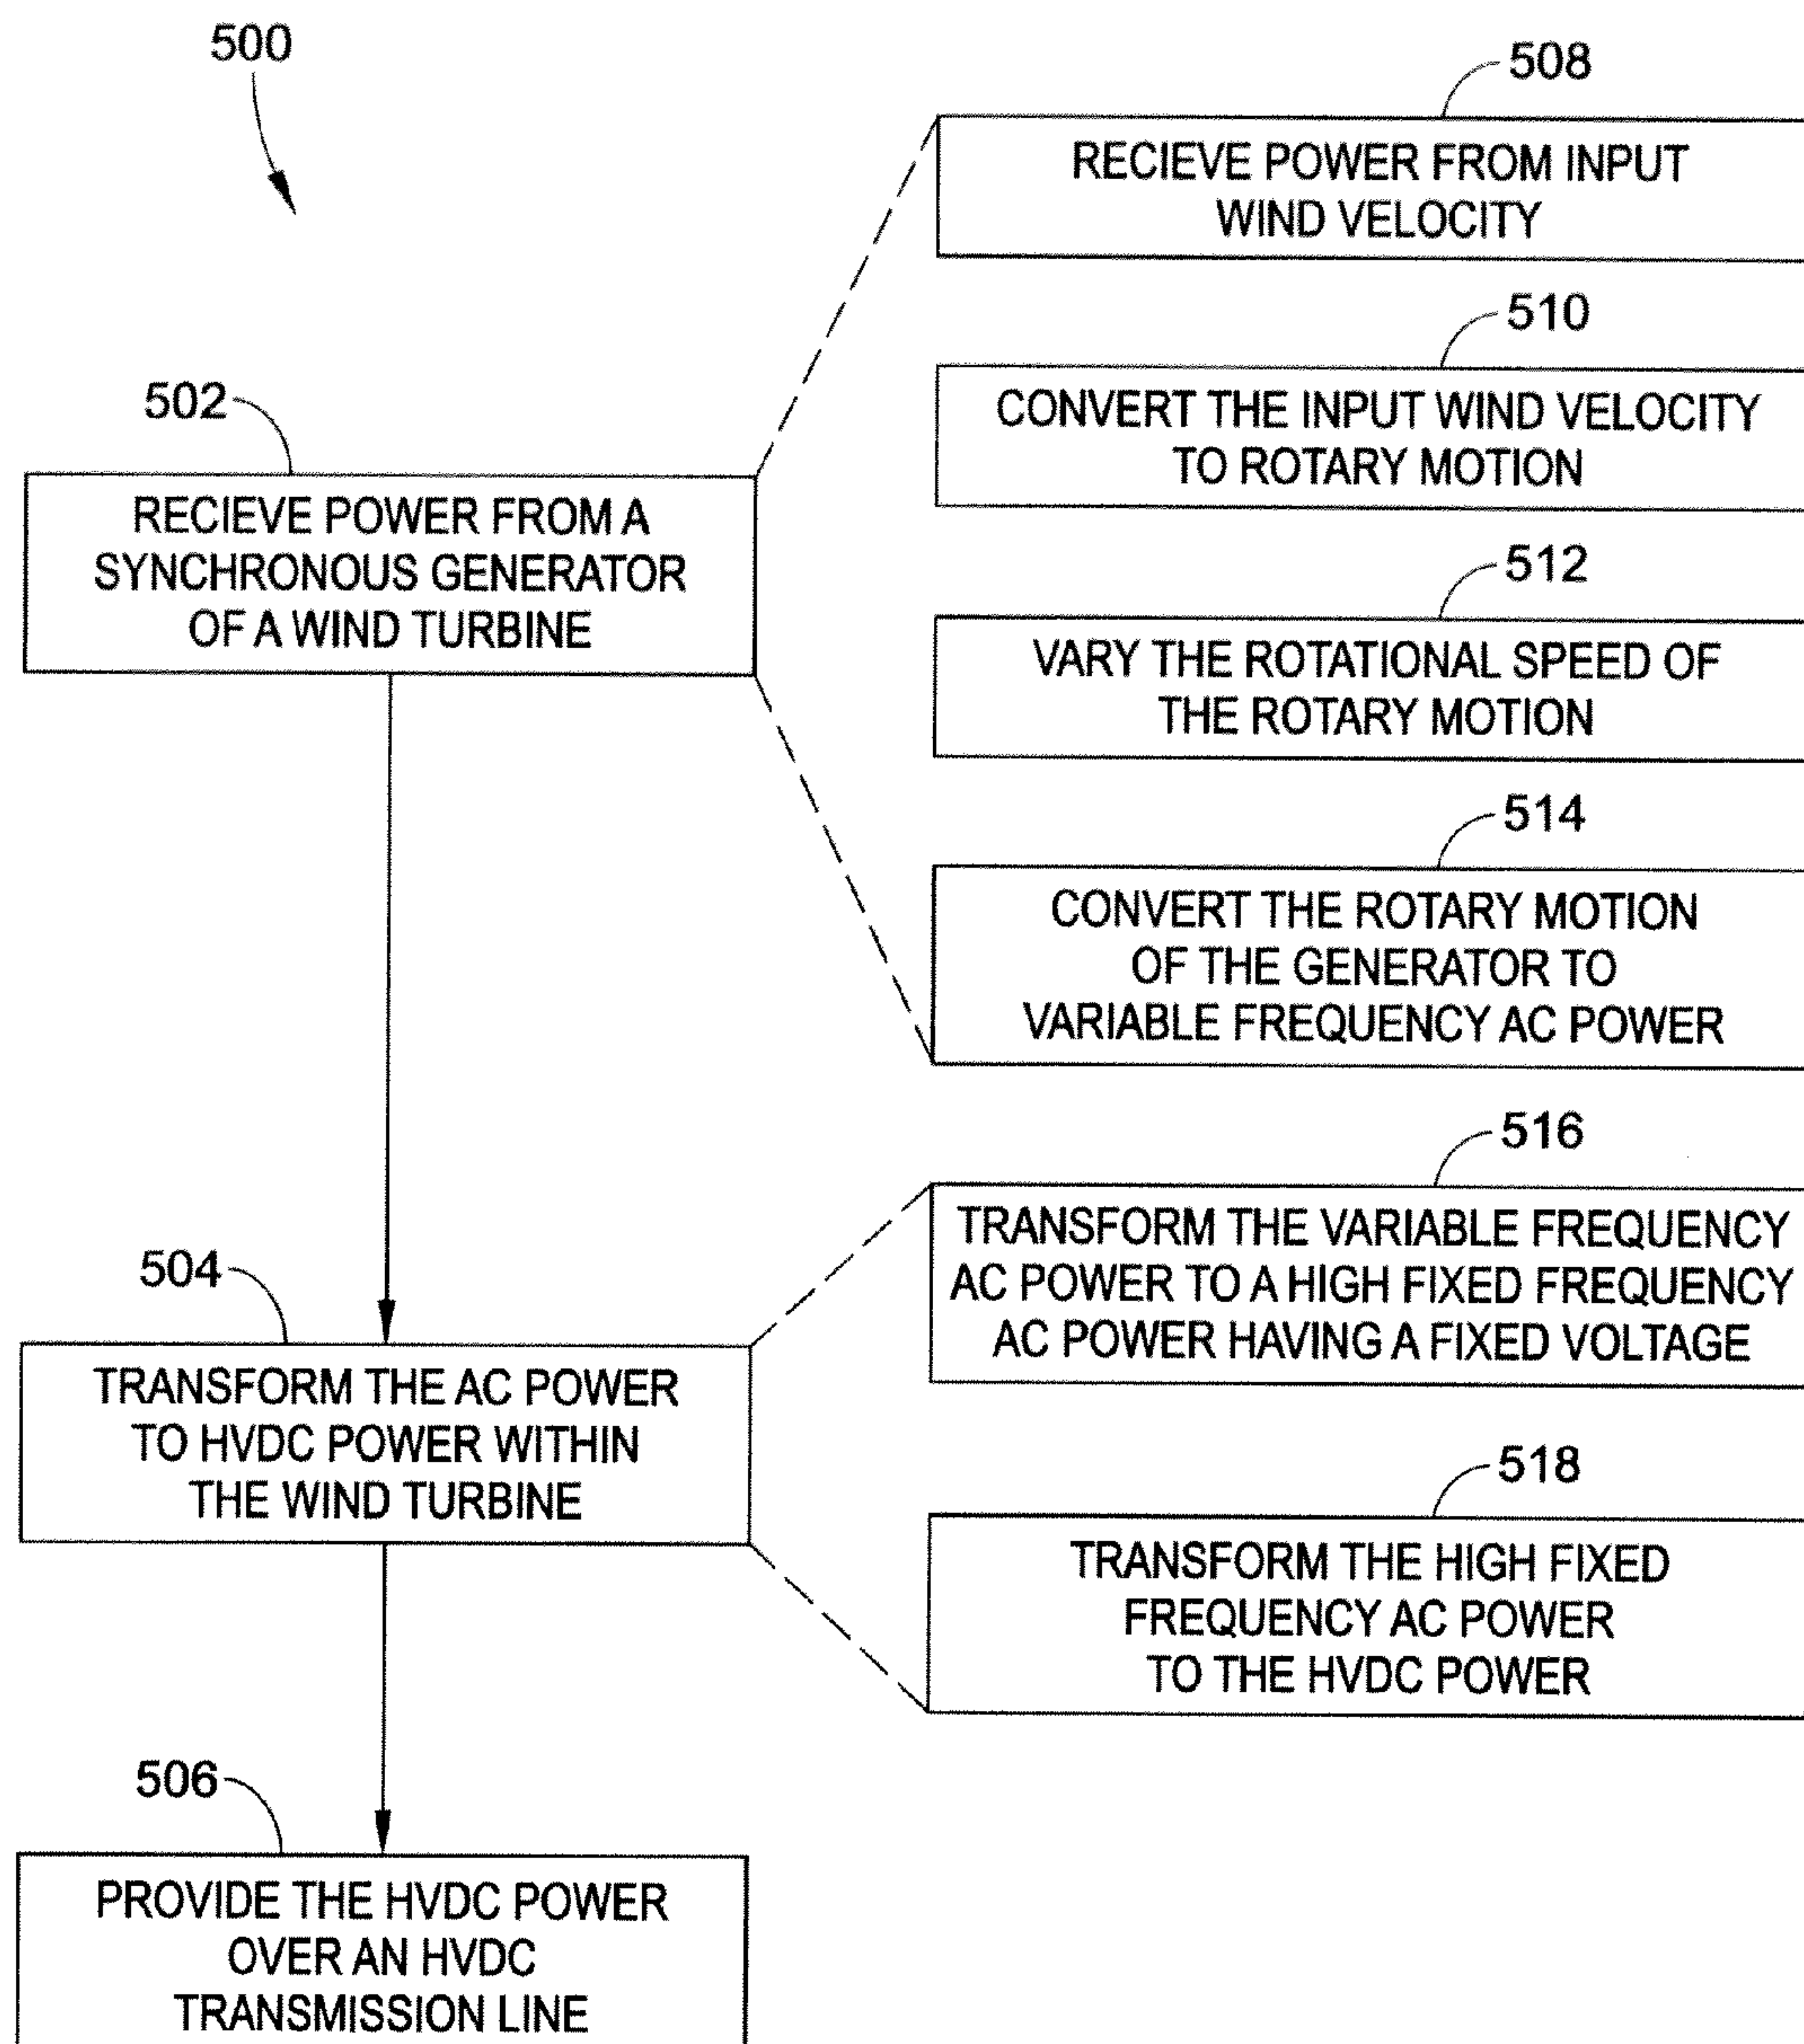 500
508
RECIEVE POWER FROM INPUT
WIND VELOCITY
510
CONVERT THE INPUT WIND VELOCITY
TO ROTARY MOTION
502
RECIEVE POWER FROM A
SYNCHRONOUS GENERATOR
OF A WIND TURBINE
512
VARY THE ROTATIONAL SPEED OF
THE ROTARY MOTION
514
CONVERT THE ROTARY MOTION
OF THE GENERATOR TO
VARIABLE FREQUENCY AC POWER
516
TRANSFORM THE VARIABLE FREQUENCY
AC POWER TO A HIGH FIXED FREQUENCY
AC POWER HAVING A FIXED VOLTAGE
504
TRANSFORM THE AC POWER
TO HVDC POWER WITHIN
THE WIND TURBINE
518
TRANSFORM THE HIGH FIXED
FREQUENCY AC POWER
TO THE HVDC POWER
506
PROVIDE THE HVDC POWER
OVER AN HVDC
TRANSMISSION LINE